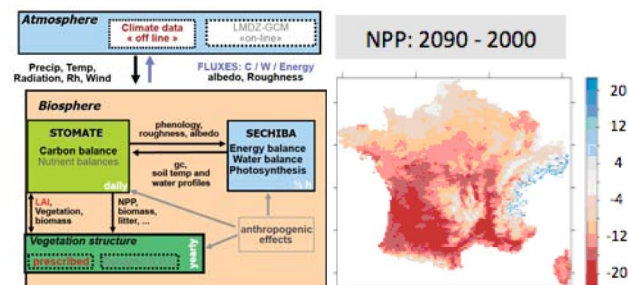 Atmosphere
Climate data
« off line »
LMDZ-GCM
«on-line»
Precip, Temp,
Radiation, Rh, Wind
FLUXES: C / W / Energy
albedo, Roughness
Biosphere
STOMATE
Carbon balance
Nutrient balances
daily
phenology,
roughness, albedo
gc,
soil temp and
water profiles
SECHIBA
Energy balance
Water balance
Photosynthesis
½ h
LAI,
Vegetation,
biomass
NPP,
biomass,
litter, ...
anthropogenic
effects
Vegetation structure
prescribed
yearly
NPP: 2090 - 2000
20
12
4
-4
-12
-20